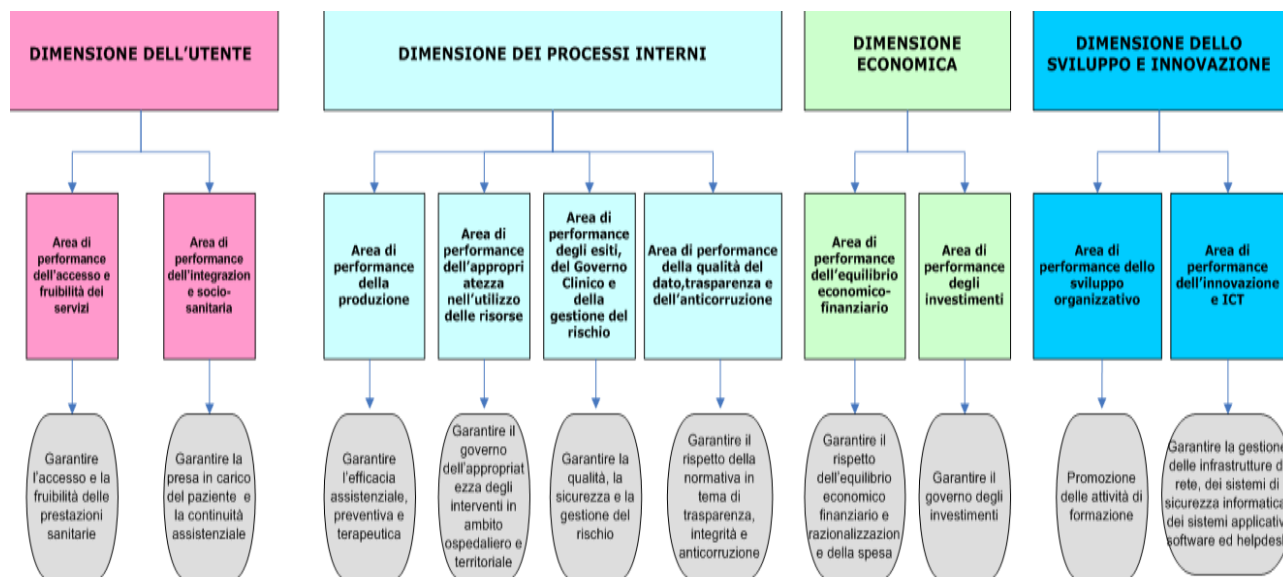 DIMENSIONE DELL'UTENTE
DIMENSIONE DEI PROCESSI INTERNI
DIMENSIONE
ECONOMICA
DIMENSIONE DELLO
SVILUPPO E INNOVAZIONE
Area di
performance
dell'accesso e
fruibilità dei
servizi
Area di
performance
dell'integrazion
e socio-
sanitaria
Area di
performance
della
produzione
Area di
performance
dell'appropri
atezza
nell'utilizzo
delle risorse
Area di
performance
degli esiti,
del Governo
Clinico e
della
gestione del
rischio
Area di performance
della qualità del
dato,trasparenza e
dell'anticorruzione
Area di
performance
dell'equilibrio
economico-
finanziario
Area di
performance
degli
investimenti
Area di
performance dello
sviluppo
organizzativo
Area di
performance
dell'innovazione
e ICT
Garantire
l'accesso e la
fruibilità delle
prestazioni
sanitarie
Garantire la
presa in carico
del paziente e
la continuità
assistenziale
Garantire
l'efficacia
assistenziale,
preventiva e
terapeutica
Garantire il
governo
dell'appropriat
ezza degli
interventi in
ambito
ospedaliero e
territoriale
Garantire la
qualità, la
sicurezza e la
gestione del
rischio
Garantire il
rispetto della
normativa in
tema di
trasparenza,
integrità e
anticorruzione
Garantire il
rispetto
dell'equilibrio
economico
finanziario e
razionalizzazion
e della spesa
Garantire il
governo degli
investimenti
Promozione
delle attività di
formazione
Garantire la gestione
delle infrastrutture d
rete, dei sistemi di
sicurezza informatica
dei sistemi applicativ
software ed helpdesk